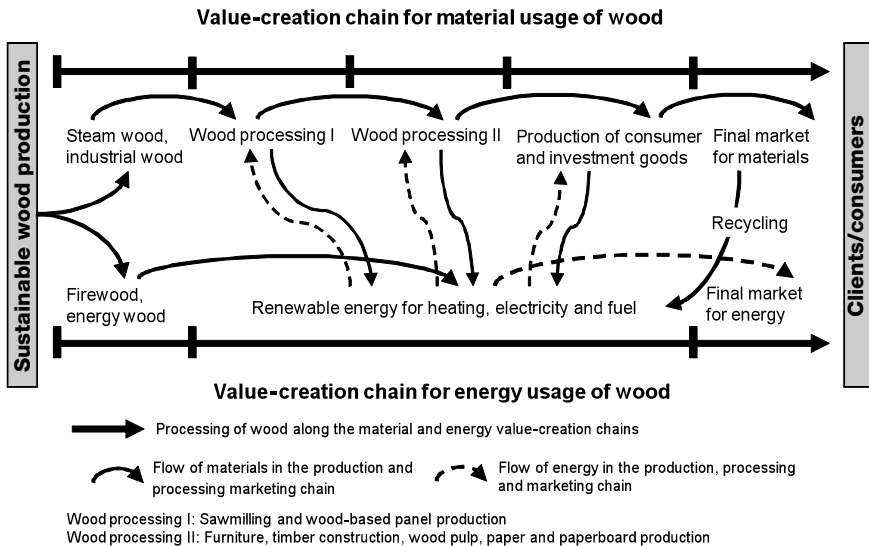 Value-creation chain for material usage of wood
Sustainable wood production
Clients/consumers
Steam wood,
industrial wood
Wood processing I
Wood processing II
Production of consumer
and investment goods
Final market
for materials
Recycling
Firewood,
energy wood
Renewable energy for heating, electricity and fuel
Final market
for energy
Value-creation chain for energy usage of wood
Processing of wood along the material and energy value-creation chains
Flow of materials in the production and
processing marketing chain
Flow of energy in the production, processing
and marketing chain
Wood processing I: Sawmilling and wood-based panel production
Wood processing II: Furniture, timber construction, wood pulp, paper and paperboard production